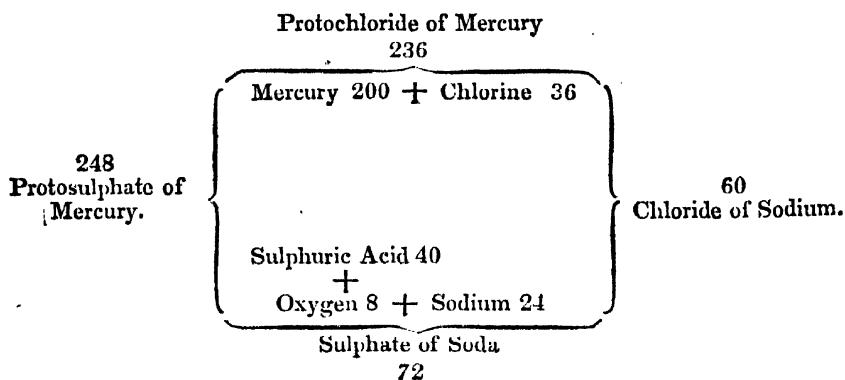 Protochloride of Mercury
236
Mercury 200 + Chlorine 36
248
Protosulphate of
Mercury.
60
Chloride of Sodium.
Sulphuric Acid 40
+
Oxygen 8 + Sodium 24
Sulphate of Soda
72